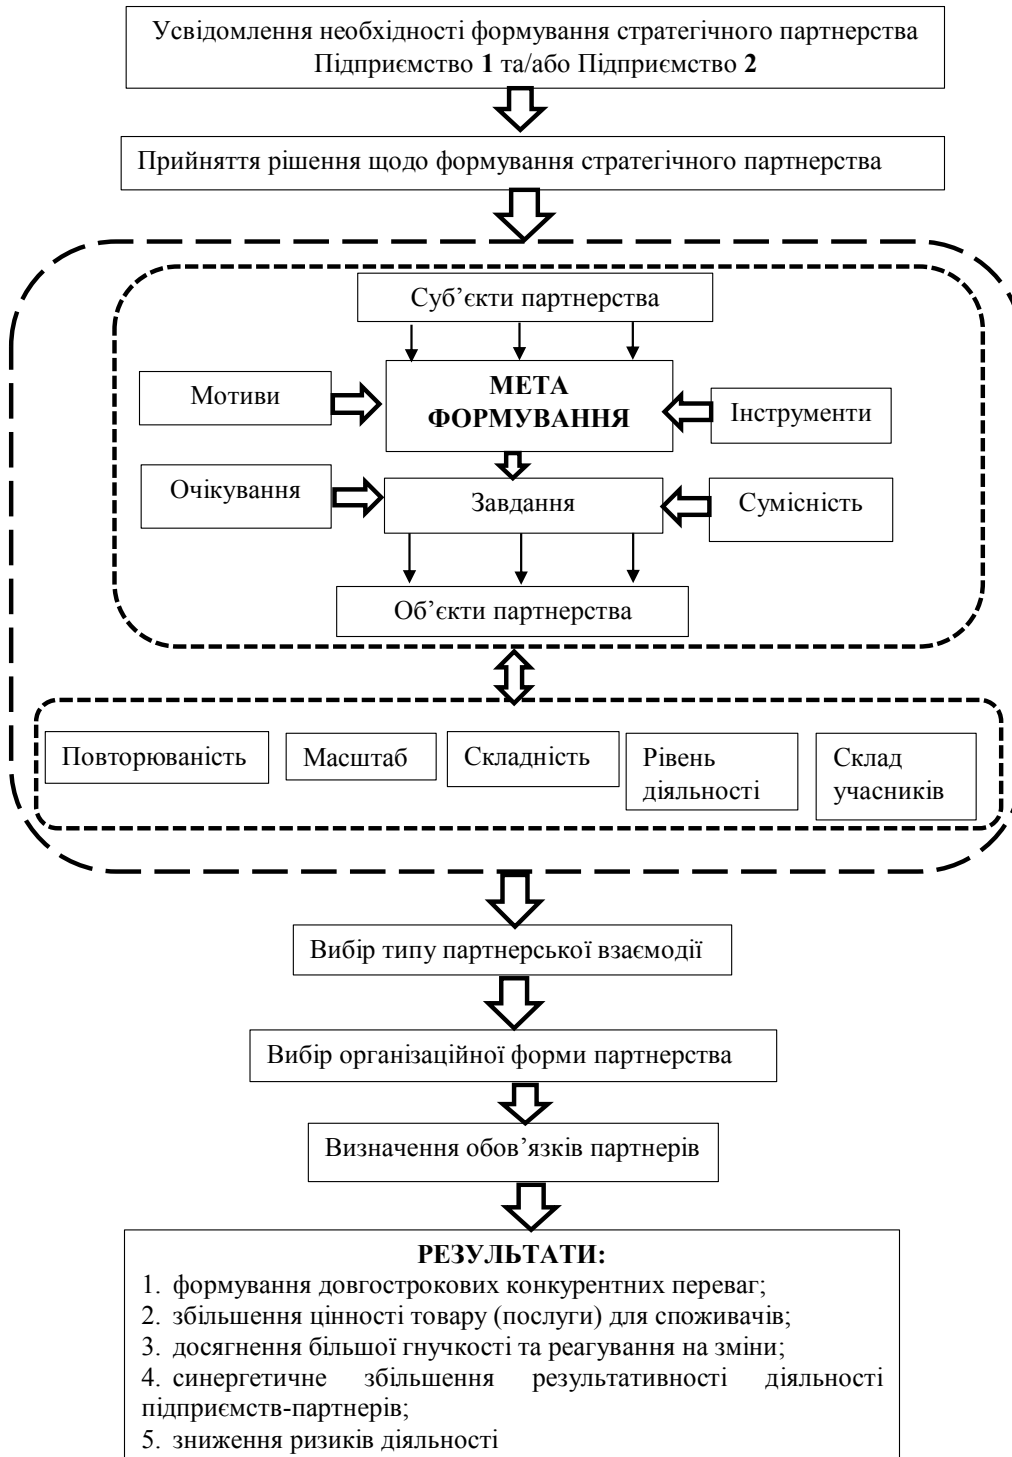 Усвідомлення необхідності формування стратегічного партнерства
Підприємство 1 та/або Підприємство 2
Прийняття рішення щодо формування стратегічного партнерства
Суб’єкти партнерства
Мотиви
МЕТА
ФОРМУВАННЯ
Інструменти
Очікування
Завдання
Сумісність
Об’єкти партнерства
Повторюваність
Масштаб
Складність
Рівень
діяльності
Склад
учасників
Вибір типу партнерської взаємодії
Вибір організаційної форми партнерства
Визначення обов’язків партнерів
РЕЗУЛЬТАТИ:
1. формування довгострокових конкурентних переваг;
2. збільшення цінності товару (послуги) для споживачів;
3. досягнення більшої гнучкості та реагування на зміни;
4. синергетичне збільшення результативності діяльності
підприємств-партнерів;
5. зниження ризиків діяльності